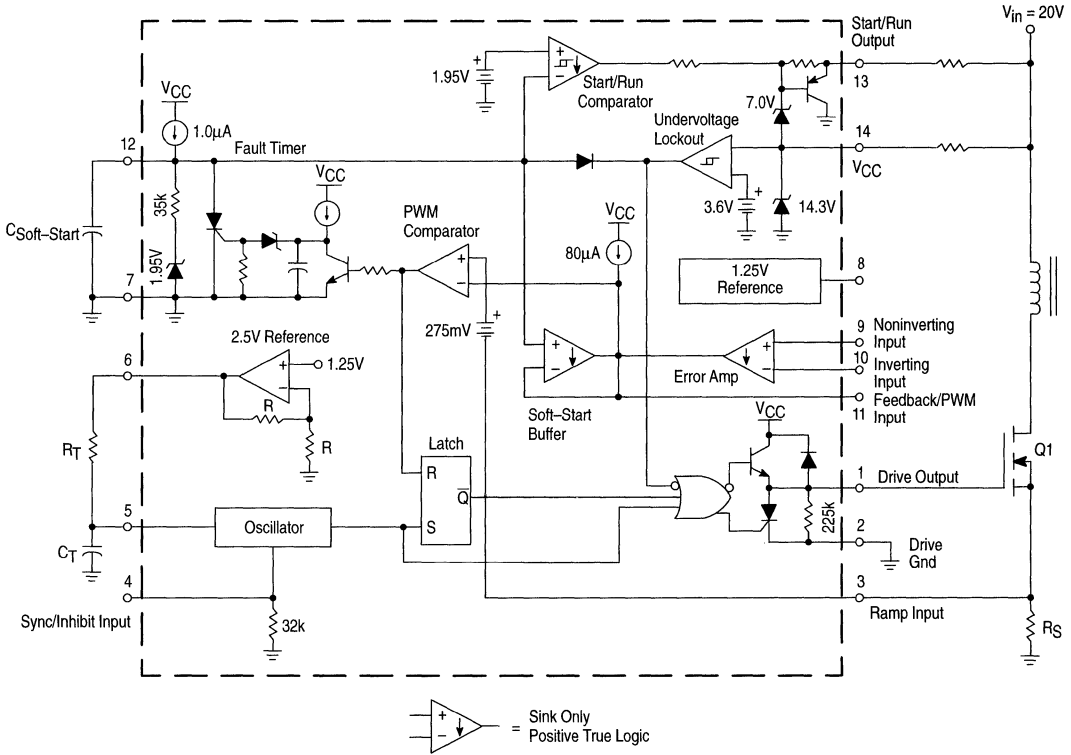 Vin = 20V
Start/Run
Output
13
1.95V
+
+
−
Start/Run
Comparator
7.0V
VCC
1.0µA
12
Fault Timer
Undervoltage
Lockout
14
VCC
VCC
35k
3.6V
+
14.3V
CSoft–Start
PWM
Comparator
VCC
80µA
1.95V
+
−
1.25V
Reference
8
7
275mV
+
2.5V Reference
9
Noninverting
Input
6
+
−
1.25V
+
−
Error Amp
+
−
10
Inverting
Input
R
Soft–Start
Buffer
11
Feedback/PWM
Input
RT
R
VCC
Latch
Q1
R
Q
S
1
Drive Output
5
Oscillator
225k
2
Drive
Gnd
CT
4
3
Ramp Input
Sync/Inhibit Input
32k
RS
+
−
=
Sink Only
Positive True Logic